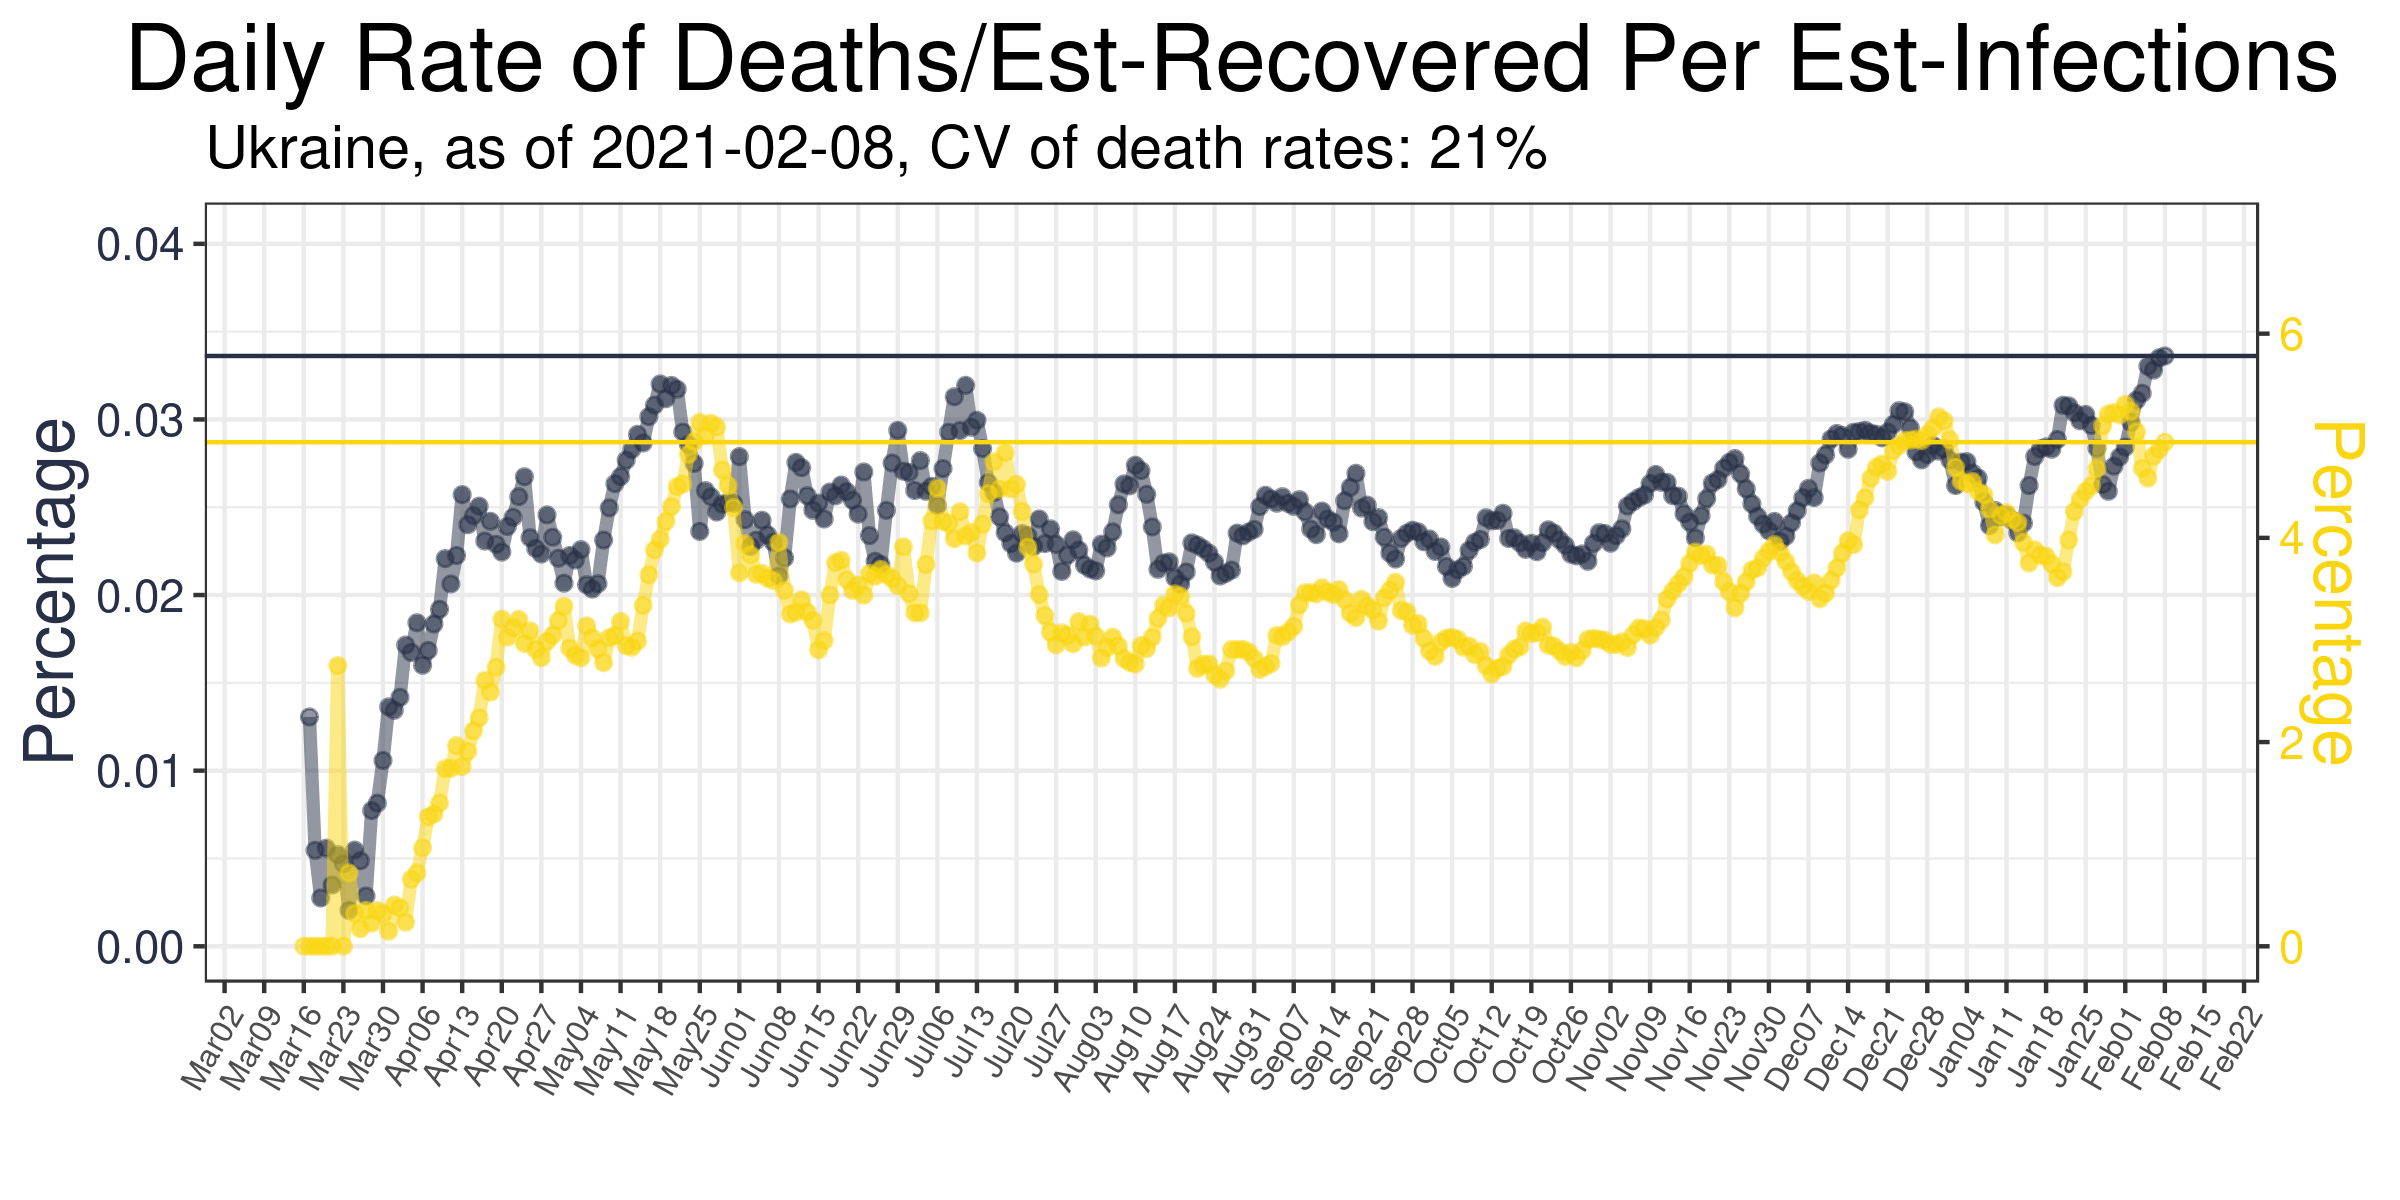 Daily Rate of Deaths/Est-Recovered Per Est-Infections
Ukraine, as of 2021-02-08, CV of death rates: 21%
Percentage
0.04
0.03
0.02
0.01
0.00
6
4
2
0
Percentage
Mar02 Mar09 Mar16 Mar23 Mar30 Apr06 Apr13 Apr20 Apr27 May04 May11 May18 May25 Jun01 Jun08 Jun15 Jun22 Jun29 Jul06 Jul13 Jul20 Jul27 Aug03 Aug10 Aug17 Aug24 Aug31 Sep07 Sep14 Sep21 Sep28 Oct05 Oct12 Oct19 Oct26 Nov02 Nov09 Nov16 Nov23 Nov30 Dec07 Dec14 Dec21 Dec28 Jan04 Jan11 Jan18 Jan25 Feb01 Feb08 Feb15 Feb22